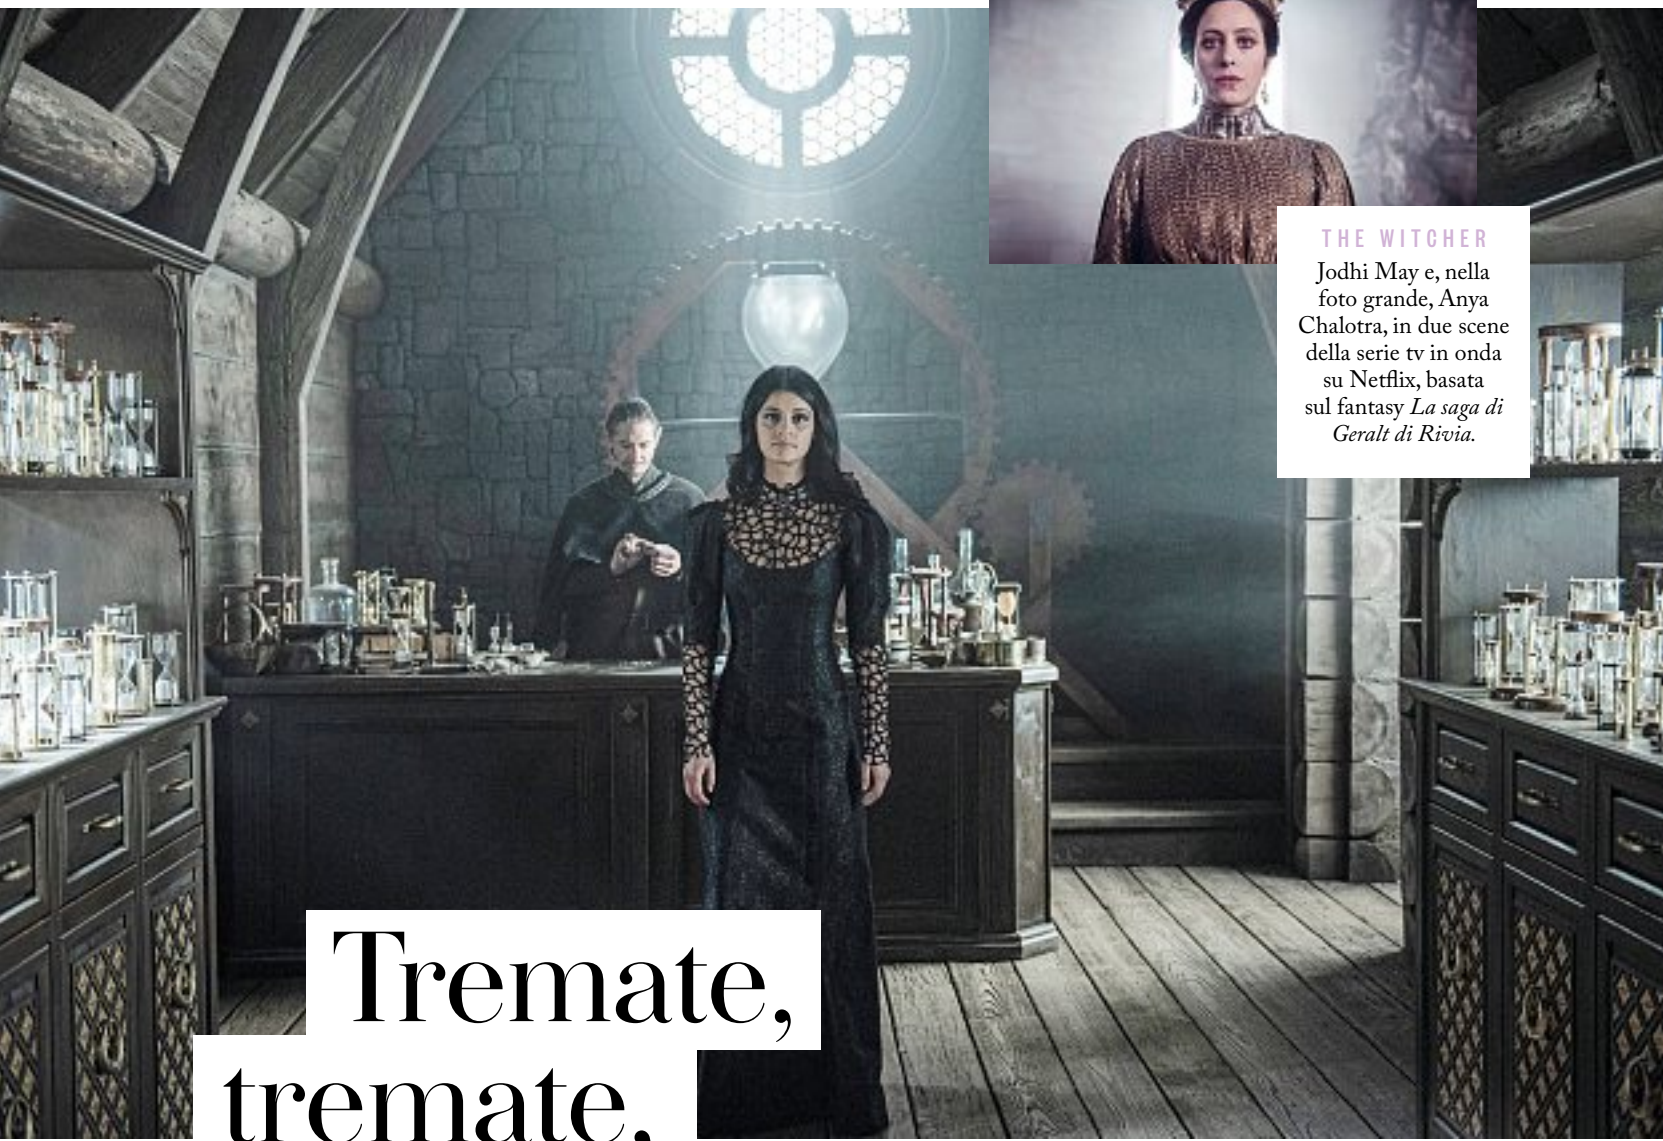 THE WITCHER
Jodhi May e, nella
foto grande, Anya
Chalotra, in due scene
della serie tv in onda
su Netflix, basata
sul fantasy La saga di
Geralt di Rivia.
Tremate,
tremate,